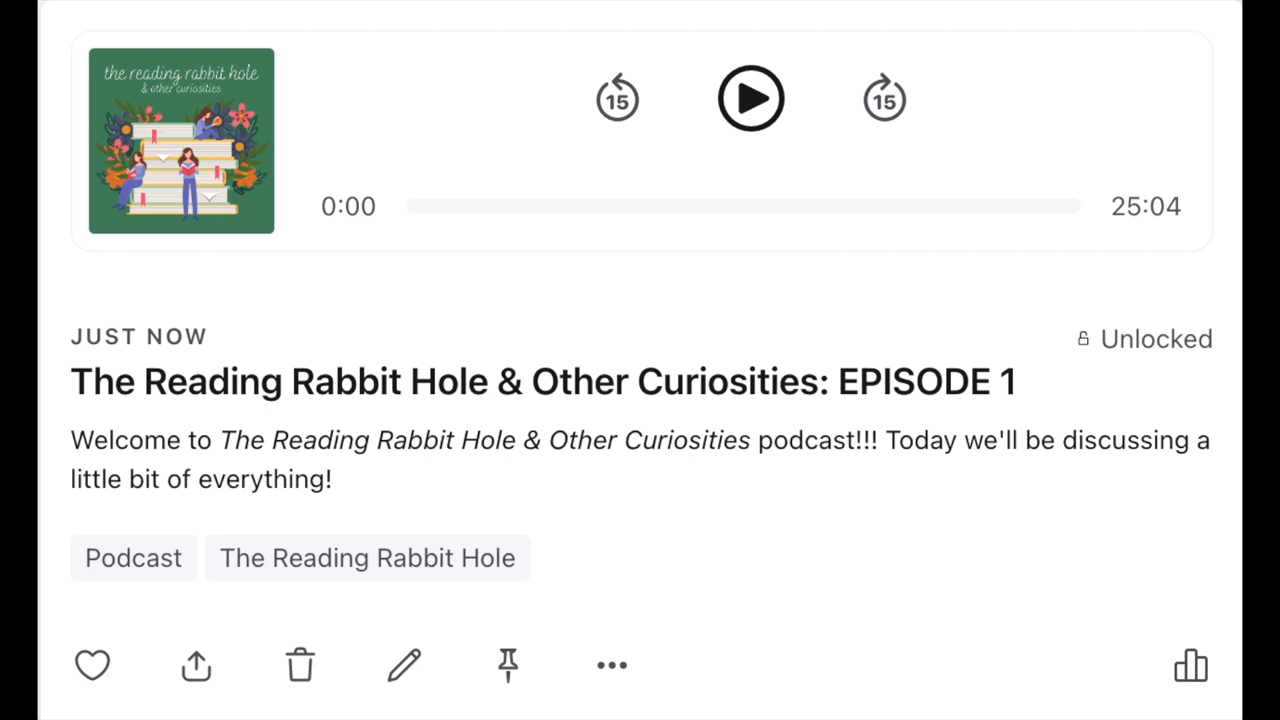 the reading rabbit hole
& other curiosities
15
15
0:00
25:04
JUST NOW
Unlocked
The Reading Rabbit Hole & Other Curiosities: EPISODE 1
Welcome to The Reading Rabbit Hole & Other Curiosities podcast!!! Today we'll be discussing a
little bit of everything!
Podcast
The Reading Rabbit Hole